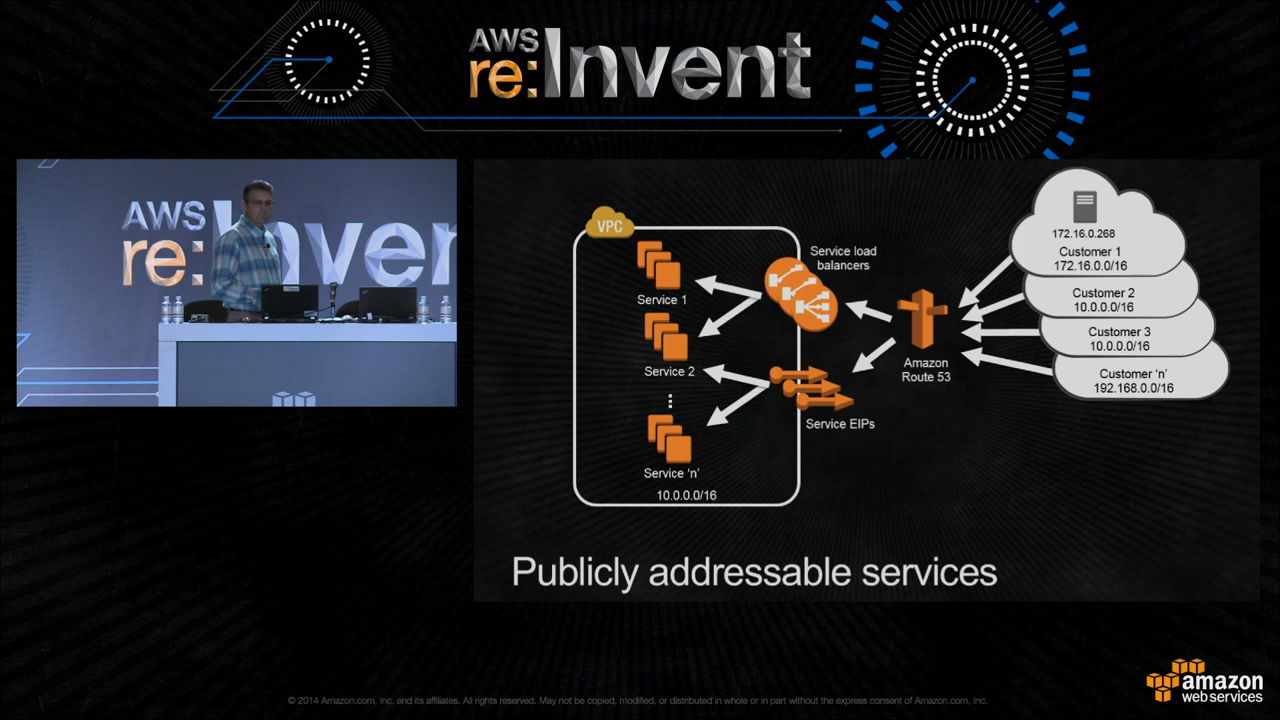 AWS
re:Invent
AWS
re:Inven
VPC
Service 1
Service 2
Service ‘n’
10.0.0.0/16
Service load
balancers
Service EIPs
Amazon
Route 53
172.16.0.268
Customer 1
172.16.0.0/16
Customer 2
10.0.0.0/16
Customer 3
10.0.0.0/16
Customer ‘n’
192.168.0.0/16
Publicly addressable services
© 2014 Amazon.com, Inc. and its affiliates. All rights reserved. May not be copied, modified, or distributed in whole or in part without the express consent of Amazon.com, Inc.
amazon
web services